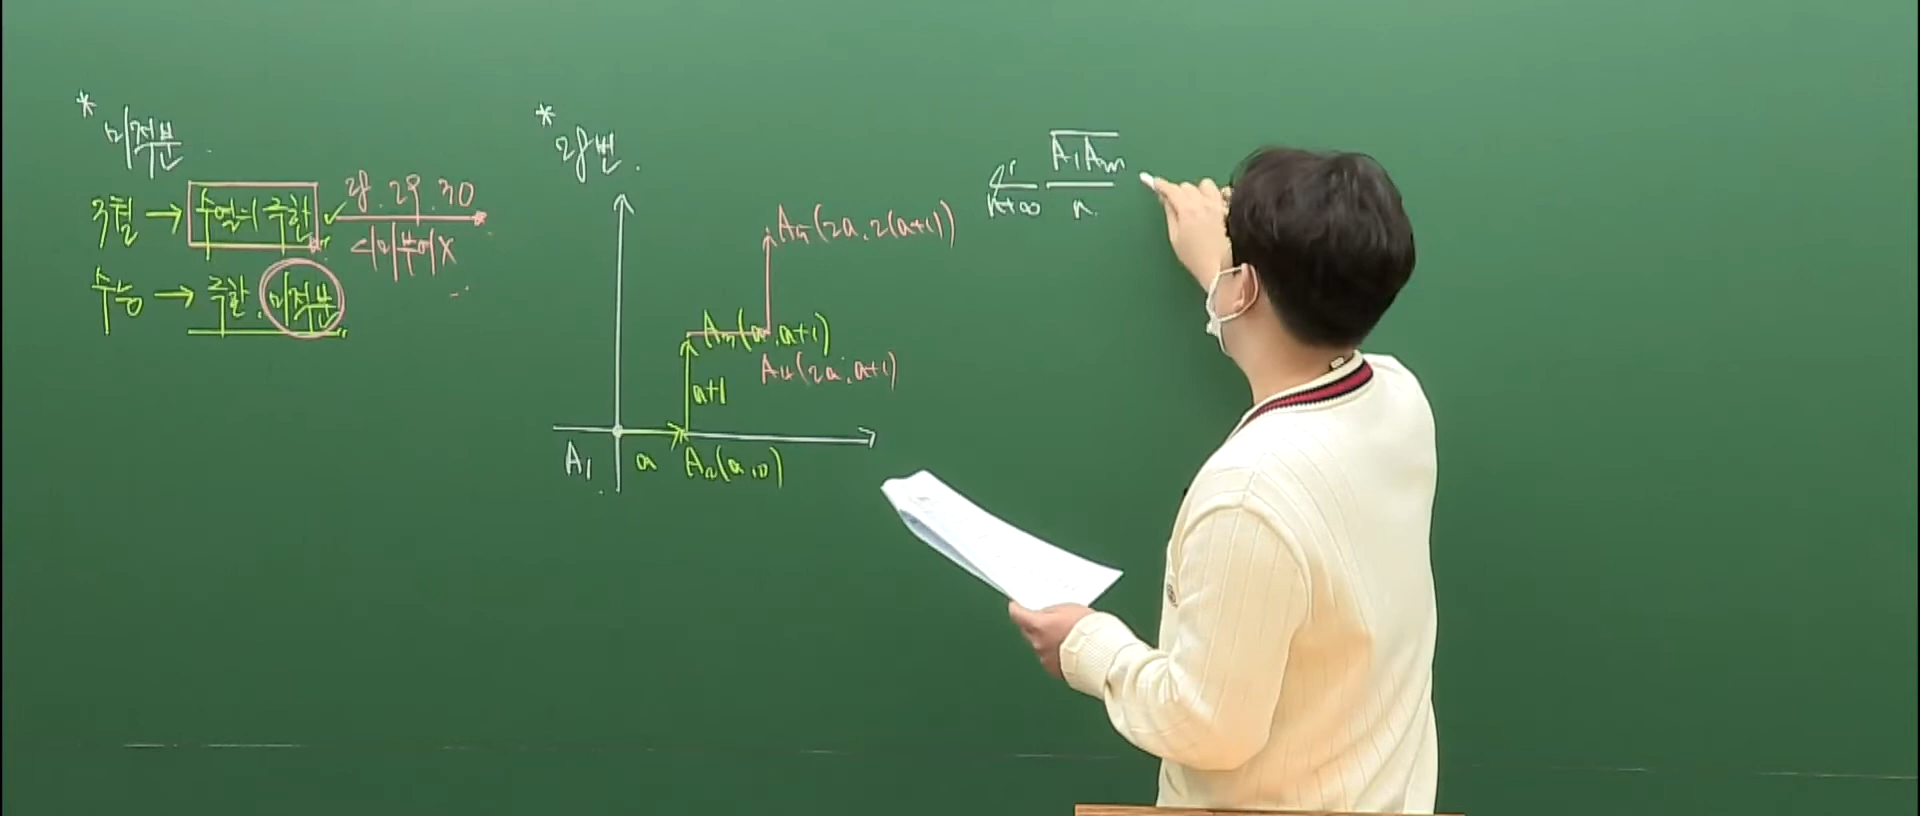 * 미적분
3월 → 수열의 극한 ✓ 28. 29. 30
미분 X
수능 → 극한. 미적분
* 28번.
A₅(2a, 2(a+1))
A₃(a, a+1)
A₄(2a, a+1)
a+1
A₁ a A₂(a, 0)
lim n→∞ A₁A₂ₙ / n